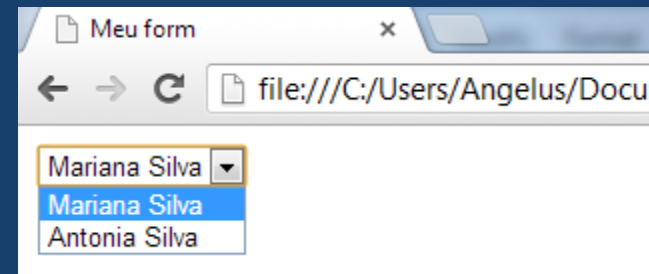 Meu form
file:///C:/Users/Angelus/Docu
Mariana Silva
Mariana Silva
Antonia Silva